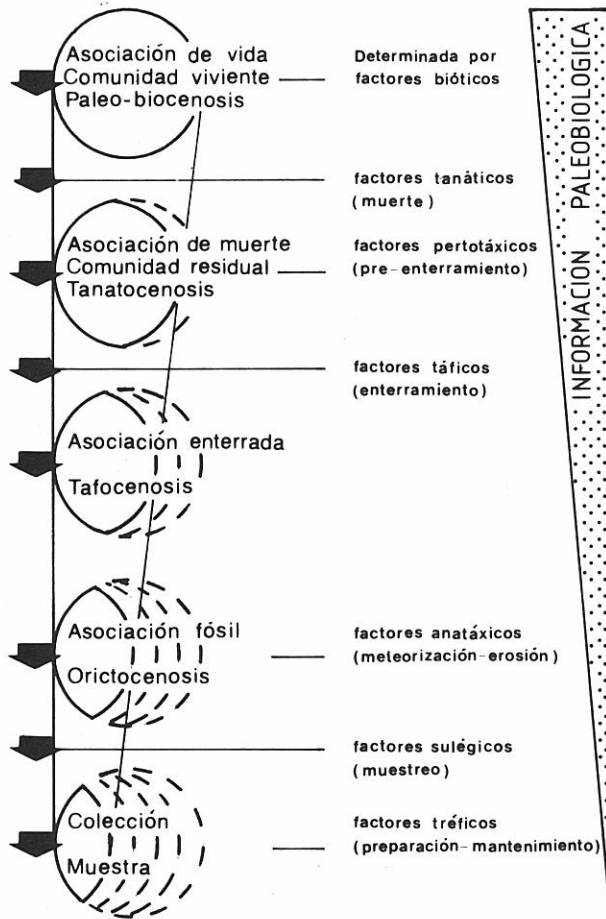 Asociación de vida
Comunidad viviente
Paleo-biocenosis
Determinada por
factores bióticos
factores tanáticos
(muerte)
Asociación de muerte
Comunidad residual
Tanatocenosis
factores pertotáxicos
(pre-enterramiento)
factores táficos
(enterramiento)
Asociación enterrada
Tafocenosis
Asociación fósil
Orictocenosis
factores anatáxicos
(meteorización-erosión)
factores sulégicos
(muestreo)
Colección
Muestra
factores tréficos
(preparación-mantenimiento)
INFORMACION PALEOBIOLOGICA